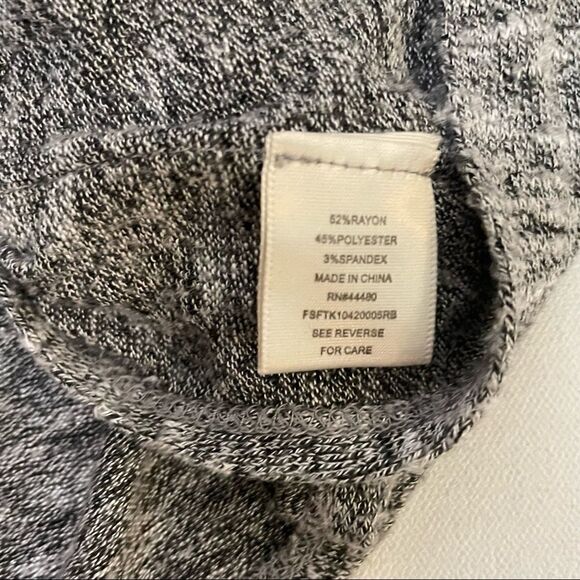 52%RAYON
45%POLYESTER
3%SPANDEX
MADE IN CHINA
RN#44480
FSFTK10420005RB
SEE REVERSE
FOR CARE